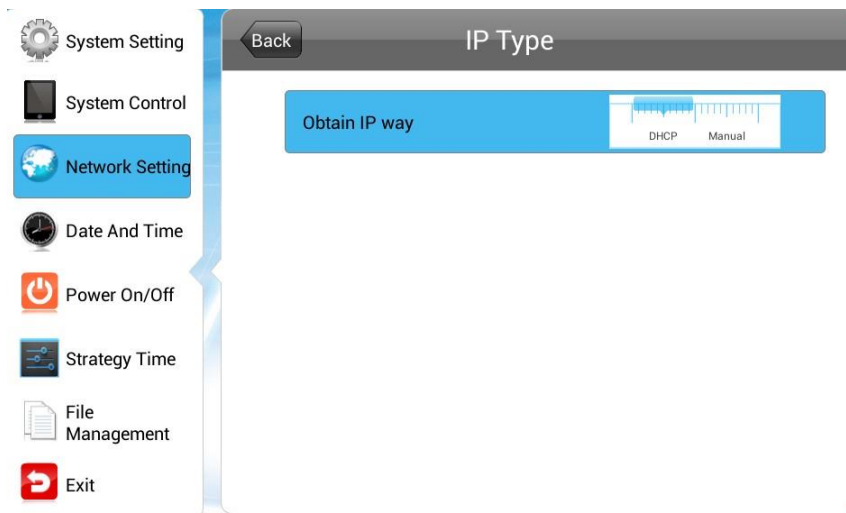 System Setting
System Control
Network Setting
Date And Time
Power On/Off
Strategy Time
File
Management
Exit
Back
IP Type
Obtain IP way
DHCP Manual